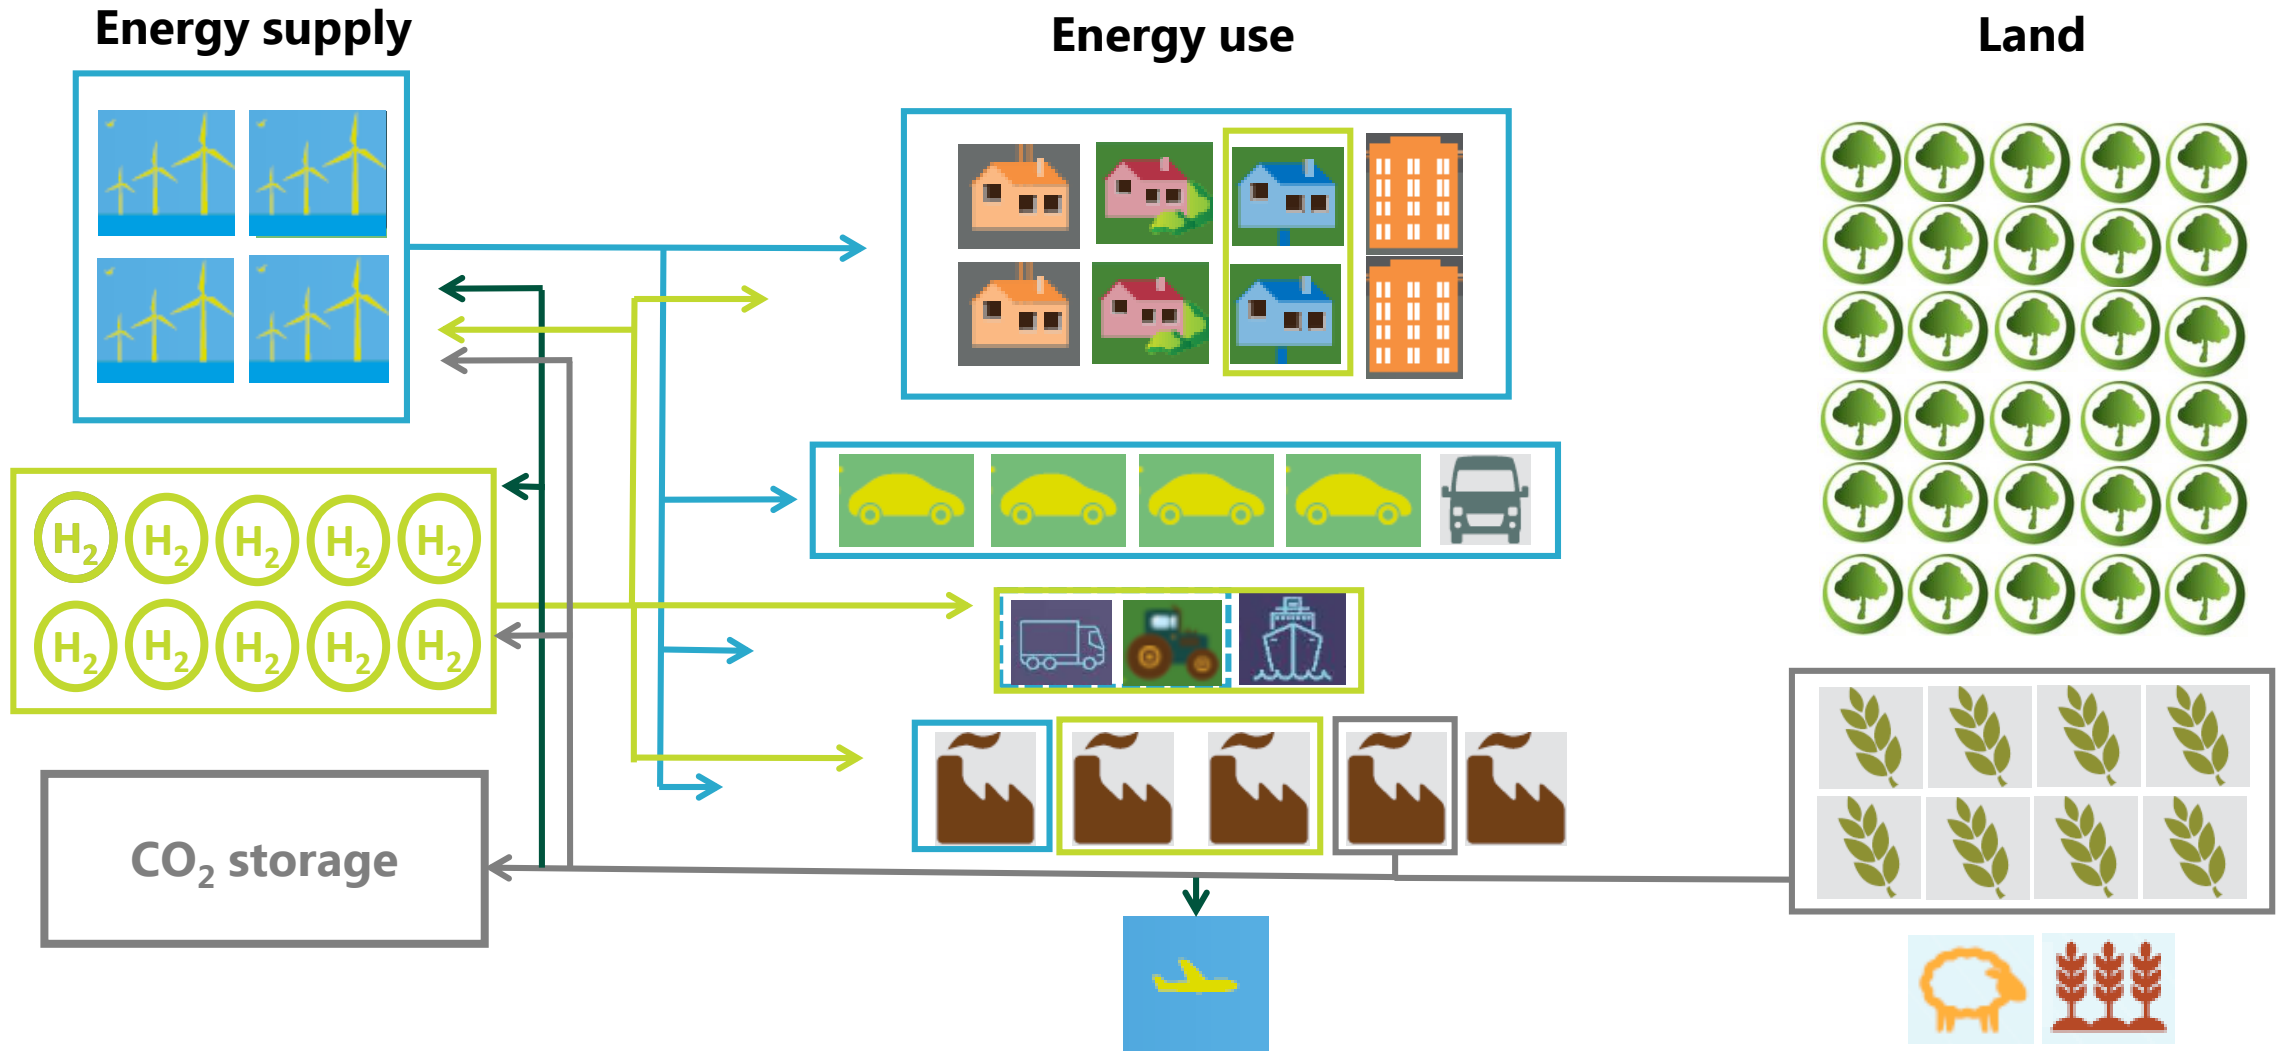 Energy supply
Energy use
Land
H₂ H₂ H₂ H₂ H₂
H₂ H₂ H₂ H₂ H₂
CO₂ storage